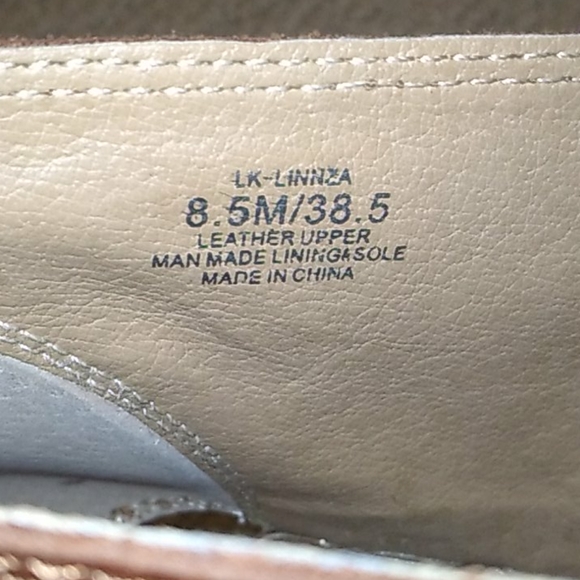 LK-LINNZA
8.5M/38.5
LEATHER UPPER
MAN MADE LINING&SOLE
MADE IN CHINA